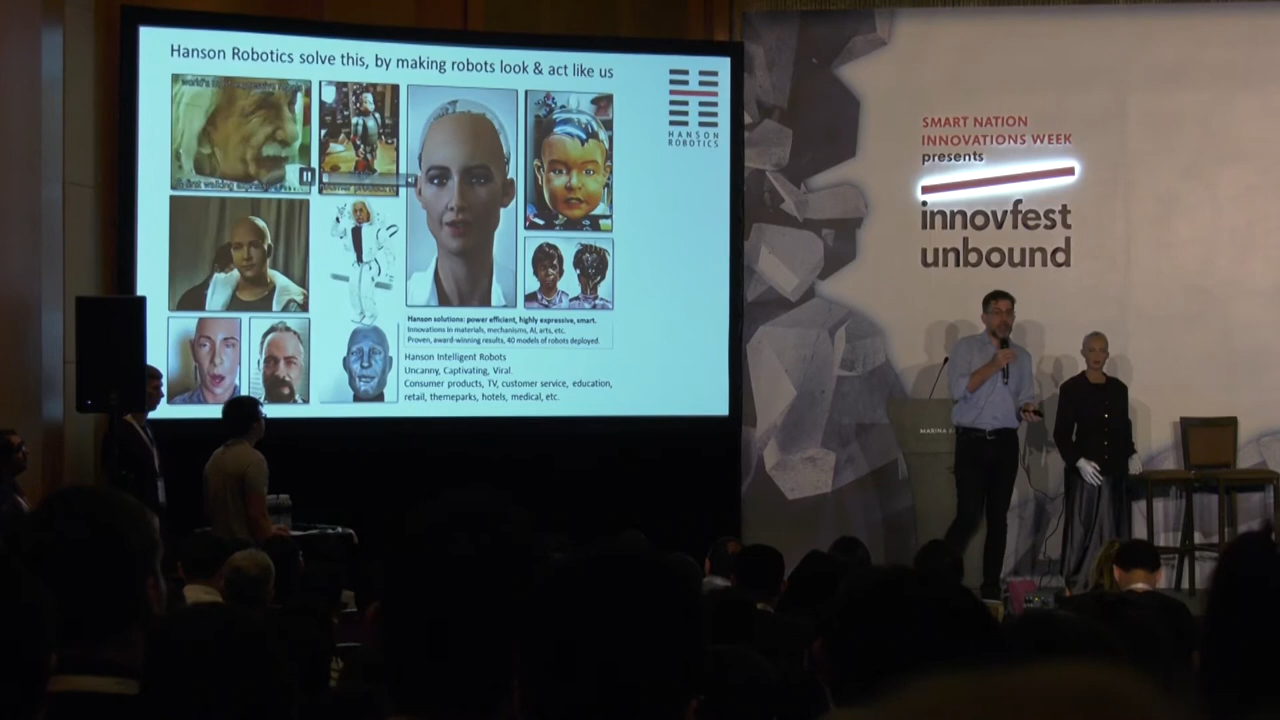 Hanson Robotics solve this, by making robots look & act like us
HANSON
ROBOTICS
Hanson solutions: power efficient, highly expressive, smart.
Innovations in materials, mechanisms, AI, arts, etc.
Proven, award-winning results, 40 models of robots deployed.
Hanson Intelligent Robots
Uncanny, Captivating, Viral.
Consumer products, TV, customer service, education,
retail, themeparks, hotels, medical, etc.
SMART NATION
INNOVATIONS WEEK
presents
innovfest
unbound
MARINA